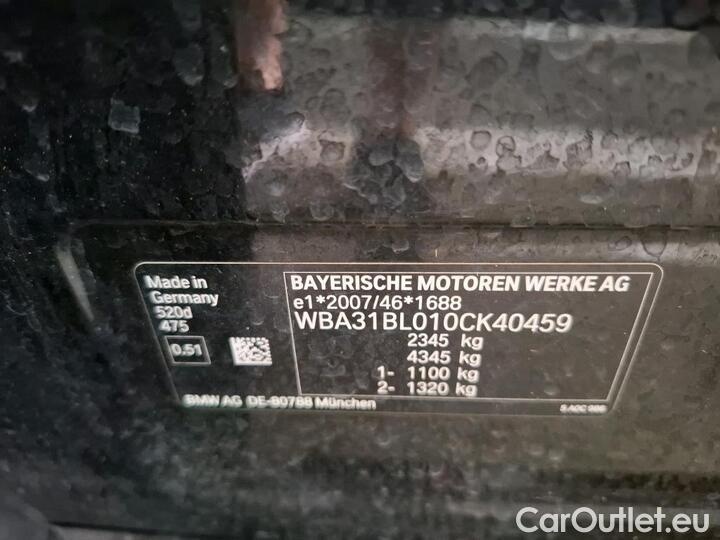 Made in
Germany
520d
475
0.51
BAYERISCHE MOTOREN WERKE AG
e1*2007/46*1688
WBA31BL010CK40459
2345 kg
4345 kg
1- 1100 kg
2- 1320 kg
BMW AG DE-80788 München
CarOutlet.eu